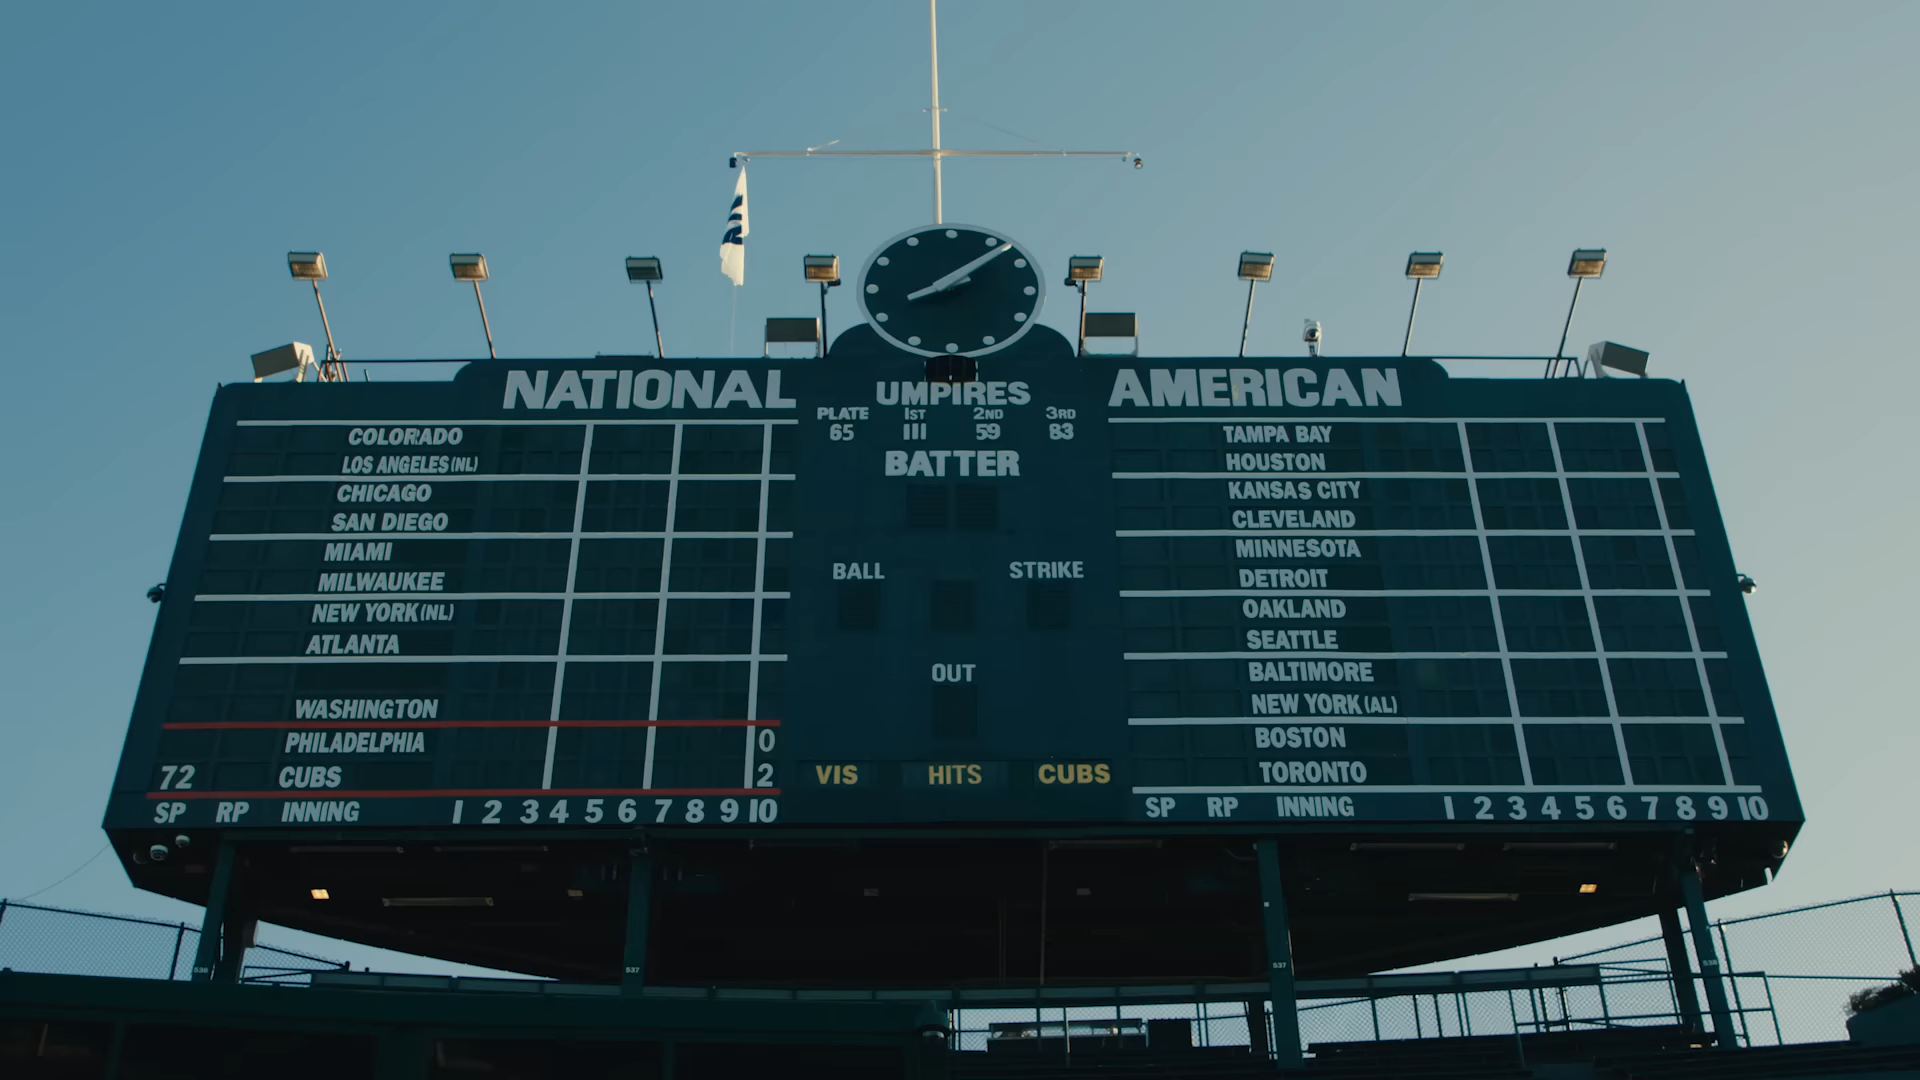 NATIONAL
UMPIRES
AMERICAN
PLATE 1ST 2ND 3RD
65 111 59 83
BATTER
BALL STRIKE
OUT
COLORADO
LOS ANGELES (NL)
CHICAGO
SAN DIEGO
MIAMI
MILWAUKEE
NEW YORK (NL)
ATLANTA
WASHINGTON
PHILADELPHIA 0
72 CUBS 2
SP RP INNING 1 2 3 4 5 6 7 8 9 10
VIS HITS CUBS
TAMPA BAY
HOUSTON
KANSAS CITY
CLEVELAND
MINNESOTA
DETROIT
OAKLAND
SEATTLE
BALTIMORE
NEW YORK (AL)
BOSTON
TORONTO
SP RP INNING 1 2 3 4 5 6 7 8 9 10
536 537 537 538